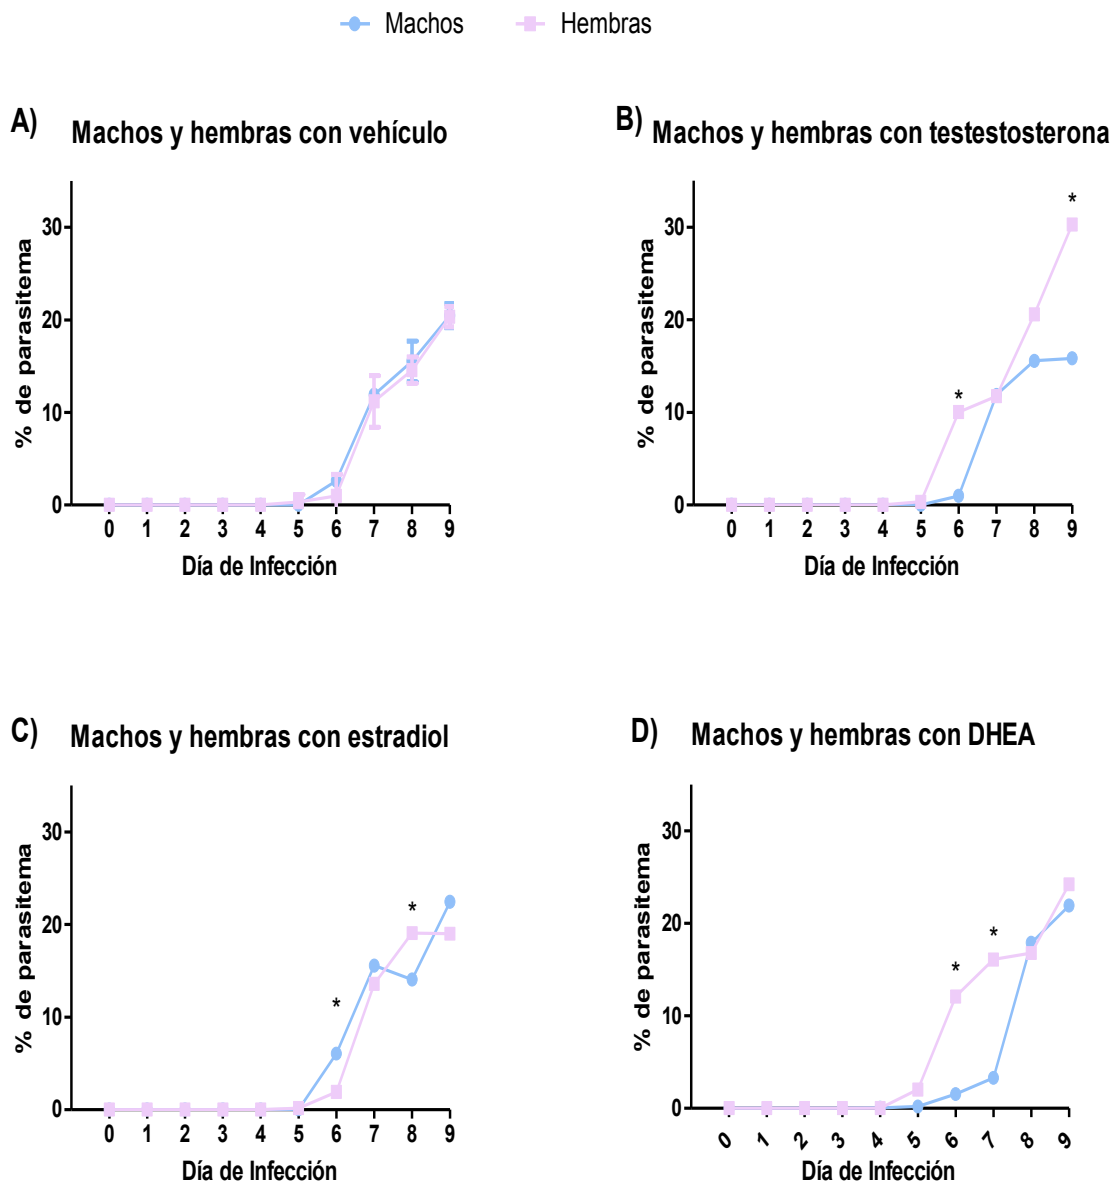 Machos Hembras
A) Machos y hembras con vehículo
% de parasitema
30
20
10
0
0 1 2 3 4 5 6 7 8 9
Día de Infección
B) Machos y hembras con testestosterona
% de parasitema
*
30
20
10
*
0
0 1 2 3 4 5 6 7 8 9
Día de Infección
C) Machos y hembras con estradiol
% de parasitema
30
20
*
10
*
0
0 1 2 3 4 5 6 7 8 9
Día de Infección
D) Machos y hembras con DHEA
% de parasitema
30
20
*
*
10
0
0 1 2 3 4 5 6 7 8 9
Día de Infección